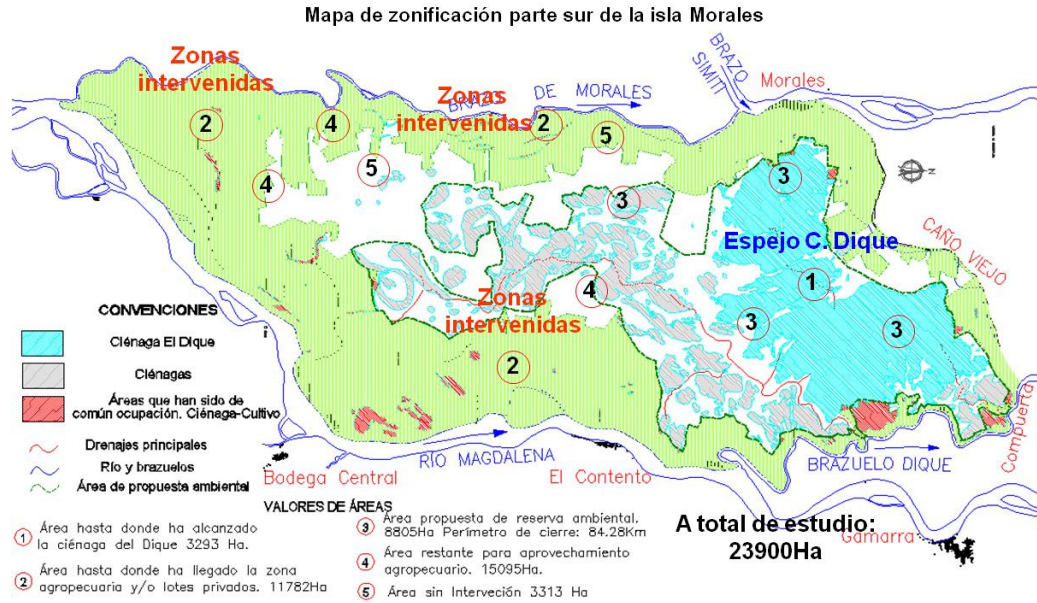 Mapa de zonificación parte sur de la isla Morales
Zonas
intervenidas
BRAZO DE MORALES
Zonas
intervenidas
BRAZO
SIMITI
Morales
2
4
2
5
5
4
3
3
CAÑO VIEJO
Espejo C. Dique
1
4
Zonas
intervenidas
3
3
2
CONVENCIONES
Ciénaga El Dique
Ciénagas
Áreas que han sido de
común ocupación. Ciénaga-Cultivo
Drenajes principales
Río y brazuelos
Área de propuesta ambiental
Bodega Central
RÍO MAGDALENA
El Contento
BRAZUELO DIQUE
Compuerta
Gamarra
VALORES DE ÁREAS
1 Área hasta donde ha alcanzado
la ciénaga del Dique 3293 Ha.
2 Área hasta donde ha llegado la zona
agropecuaria y/o lotes privados. 11782Ha
3 Área propuesta de reserva ambiental.
8805Ha Perímetro de cierre: 84.28Km
4 Área restante para aprovechamiento
agropecuario. 15095Ha.
5 Área sin Interveción 3313 Ha
A total de estudio:
23900Ha